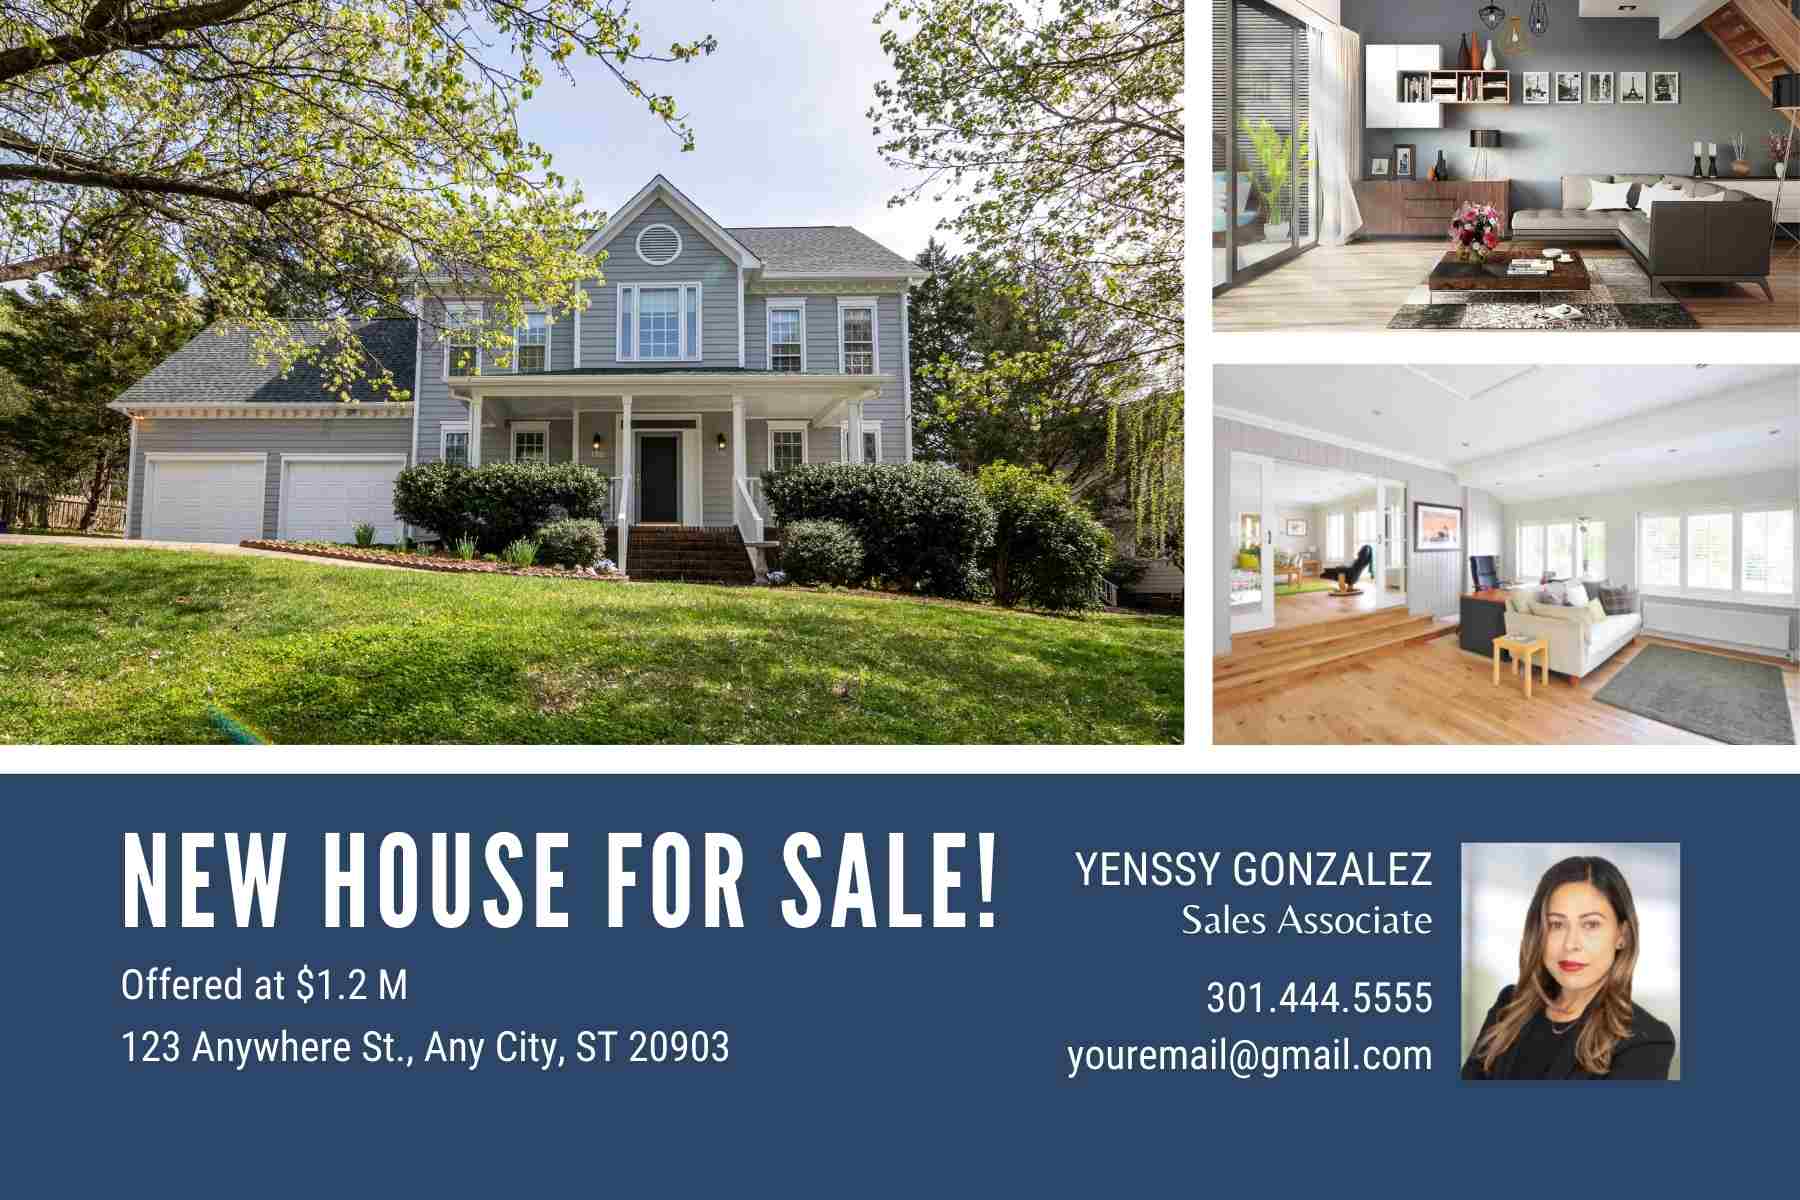 NEW HOUSE FOR SALE!
Offered at $1.2 M
123 Anywhere St., Any City, ST 20903
YENSSY GONZALEZ
Sales Associate
301.444.5555
youremail@gmail.com